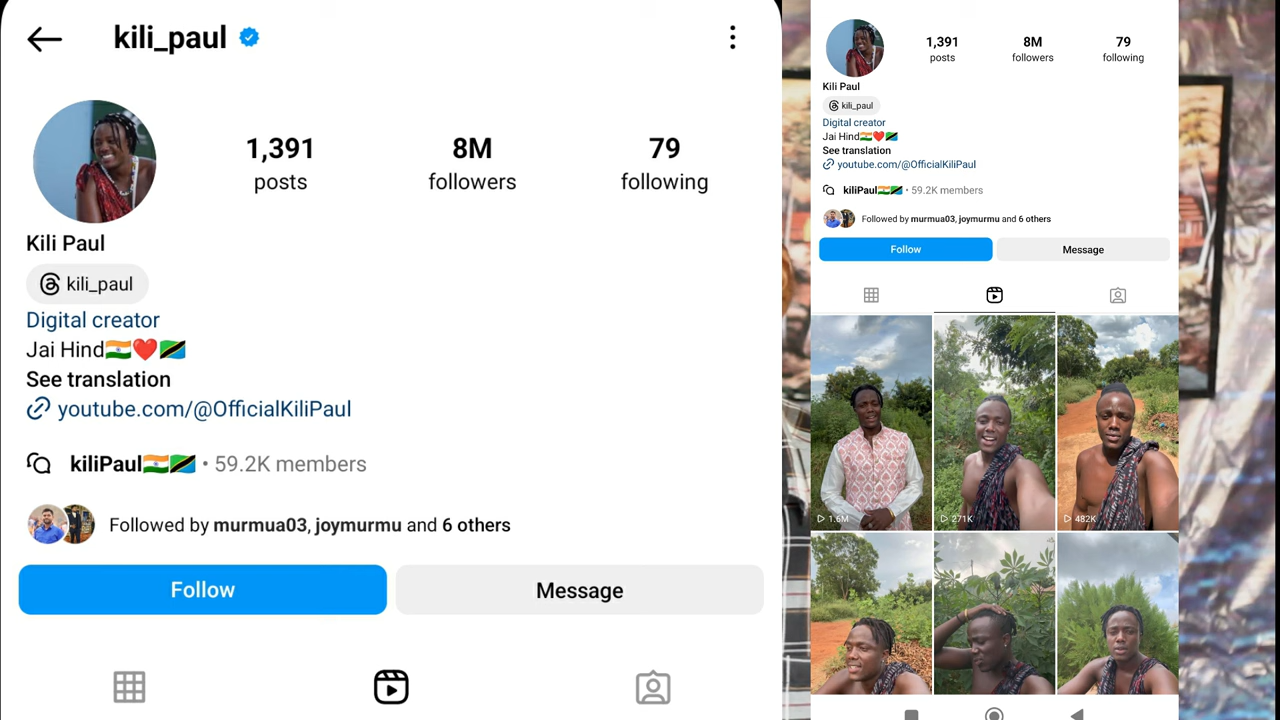 kili_paul
1,391
8M
79
posts
followers
following
Kili Paul
kili_paul
Digital creator
Jai Hind🇮🇳❤️🇹🇿
See translation
youtube.com/@OfficialKiliPaul
kiliPaul🇮🇳🇹🇿 • 59.2K members
Followed by murmua03, joymurmu and 6 others
Follow
Message
1,391
8M
79
posts
followers
following
Kili Paul
kili_paul
Digital creator
Jai Hind🇮🇳❤️🇹🇿
See translation
youtube.com/@OfficialKiliPaul
kiliPaul🇮🇳🇹🇿 • 59.2K members
Followed by murmua03, joymurmu and 6 others
Follow
Message
1.6M
271K
482K